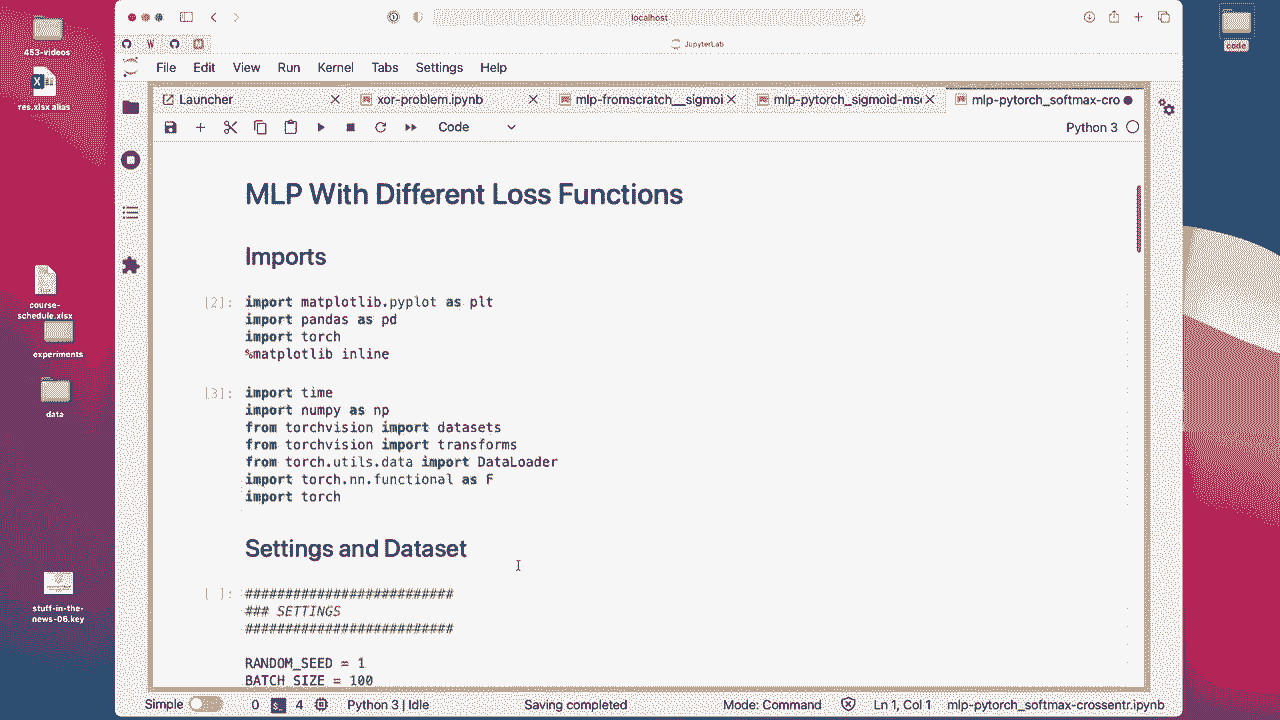 localhost
453-videos
code
JupyterLab
File Edit View Run Kernel Tabs Settings Help
res.xlsx alias
Launcher xor-problem.ipynb mlp-fromscratch__sigmoi mlp-pytorch_sigmoid-mse mlp-pytorch_softmax-cro
Code Python 3
MLP With Different Loss Functions
Imports
[2]: import matplotlib.pyplot as plt
import pandas as pd
import torch
%matplotlib inline
course-
schedule.xlsx
experiments
data
[3]: import time
import numpy as np
from torchvision import datasets
from torchvision import transforms
from torch.utils.data import DataLoader
import torch.nn.functional as F
import torch
Settings and Dataset
[ ]: ##########################
### SETTINGS
##########################
RANDOM_SEED = 1
BATCH_SIZE = 100
stuff-in-the-
news-06.key
Simple 0 4 Python 3 | Idle Saving completed Mode: Command Ln 1, Col 1 mlp-pytorch_softmax-crossentr.ipynb